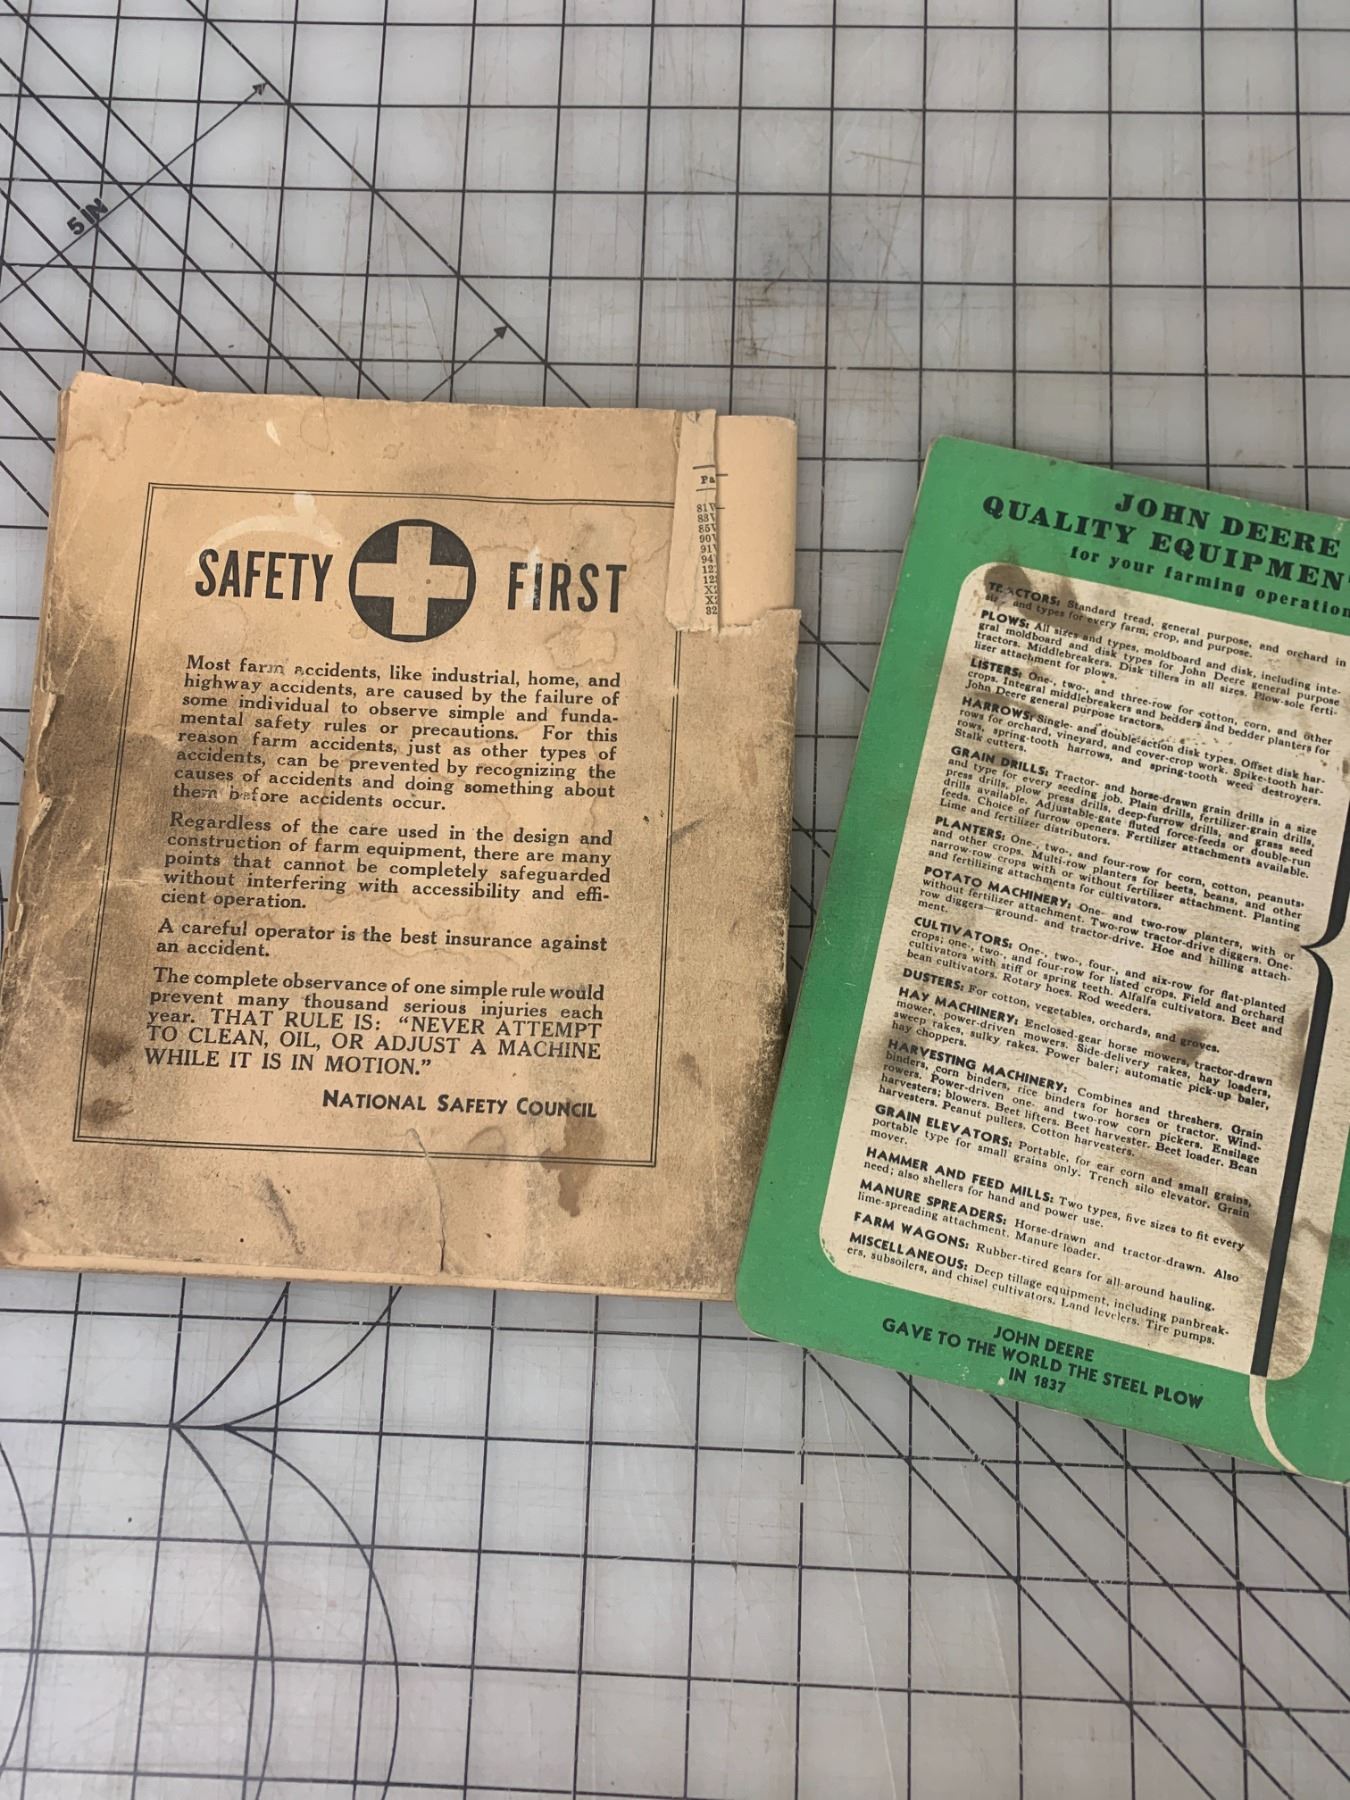 5 IN
SAFETY FIRST
Most farm accidents, like industrial, home, and
highway accidents, are caused by the failure of
some individual to observe simple and funda-
mental safety rules or precautions. For this
reason farm accidents, just as other types of
accidents, can be prevented by recognizing the
causes of accidents and doing something about
them before accidents occur.
Regardless of the care used in the design and
construction of farm equipment, there are many
points that cannot be completely safeguarded
without interfering with accessibility and effi-
cient operation.
A careful operator is the best insurance against
an accident.
The complete observance of one simple rule would
prevent many thousand serious injuries each
year. THAT RULE IS: "NEVER ATTEMPT
TO CLEAN, OIL, OR ADJUST A MACHINE
WHILE IT IS IN MOTION."
NATIONAL SAFETY COUNCIL
Pa
81
83
85
90
91
94
12
12
X
X
82
JOHN DEERE
QUALITY EQUIPMEN
for your farming operation
TRACTORS: Standard tread, general purpose, and orchard in
and types for every farm, crop, and purpose.
PLOWS: All sizes and types, moldboard and disk, including inte-
gral moldboard and disk types for John Deere general purpose
tractors. Middlebreakers. Disk tillers in all sizes. Plow-sole ferti-
lizer attachment for plows.
LISTERS: One-, two-, and three-row for cotton, corn, and other
crops. Integral middlebreakers and bedders and bedder planters for
John Deere general purpose tractors.
HARROWS: Single- and double-action disk types. Offset disk har-
rows for orchard, vineyard, and cover-crop work. Spike-tooth har-
rows, spring-tooth harrows, and spring-tooth weed destroyers.
Stalk cutters.
GRAIN DRILLS: Tractor- and horse-drawn grain drills in a size
and type for every seeding job. Plain drills, fertilizer-grain drills,
press drills, plow press drills, deep-furrow drills, and grass seed
drills available. Adjustable-gate fluted force-feeds or double-run
feeds. Choice of furrow openers. Fertilizer attachments available.
Lime and fertilizer distributors.
PLANTERS: One-, two-, and four-row for corn, cotton, peanuts,
and other crops. Multi-row planters for beets, beans, and other
narrow-row crops with or without fertilizer attachment. Planting
and fertilizing attachments for cultivators.
POTATO MACHINERY: One- and two-row planters, with or
without fertilizer attachment. Two-row tractor-drive diggers. One-
row diggers—ground- and tractor-drive. Hoe and hilling attach-
ment.
CULTIVATORS: One-, two-, four-, and six-row for flat-planted
crops; one-, two-, and four-row for listed crops. Field and orchard
cultivators with stiff or spring teeth. Alfalfa cultivators. Beet and
bean cultivators. Rotary hoes. Rod weeders.
DUSTERS: For cotton, vegetables, orchards, and groves.
HAY MACHINERY: Enclosed-gear horse mowers, tractor-drawn
mower, power-driven mowers. Side-delivery rakes, hay loaders,
sweep rakes, sulky rakes. Power baler; automatic pick-up baler,
hay choppers.
HARVESTING MACHINERY: Combines and threshers. Grain
binders, corn binders, rice binders for horses or tractor. Wind-
rowers. Power-driven one- and two-row corn pickers. Ensilage
harvesters; blowers. Beet lifters. Beet harvester. Beet loader. Bean
harvesters. Peanut pullers. Cotton harvesters.
GRAIN ELEVATORS: Portable, for ear corn and small grains,
portable type for small grains only. Trench silo elevator. Grain
mover.
HAMMER AND FEED MILLS: Two types, five sizes to fit every
need; also shellers for hand and power use.
MANURE SPREADERS: Horse-drawn and tractor-drawn. Also
lime-spreading attachment. Manure loader.
FARM WAGONS: Rubber-tired gears for all-around hauling.
MISCELLANEOUS: Deep tillage equipment, including panbreak-
ers, subsoilers, and chisel cultivators. Land levelers. Tire pumps.
JOHN DEERE
GAVE TO THE WORLD THE STEEL PLOW
IN 1837